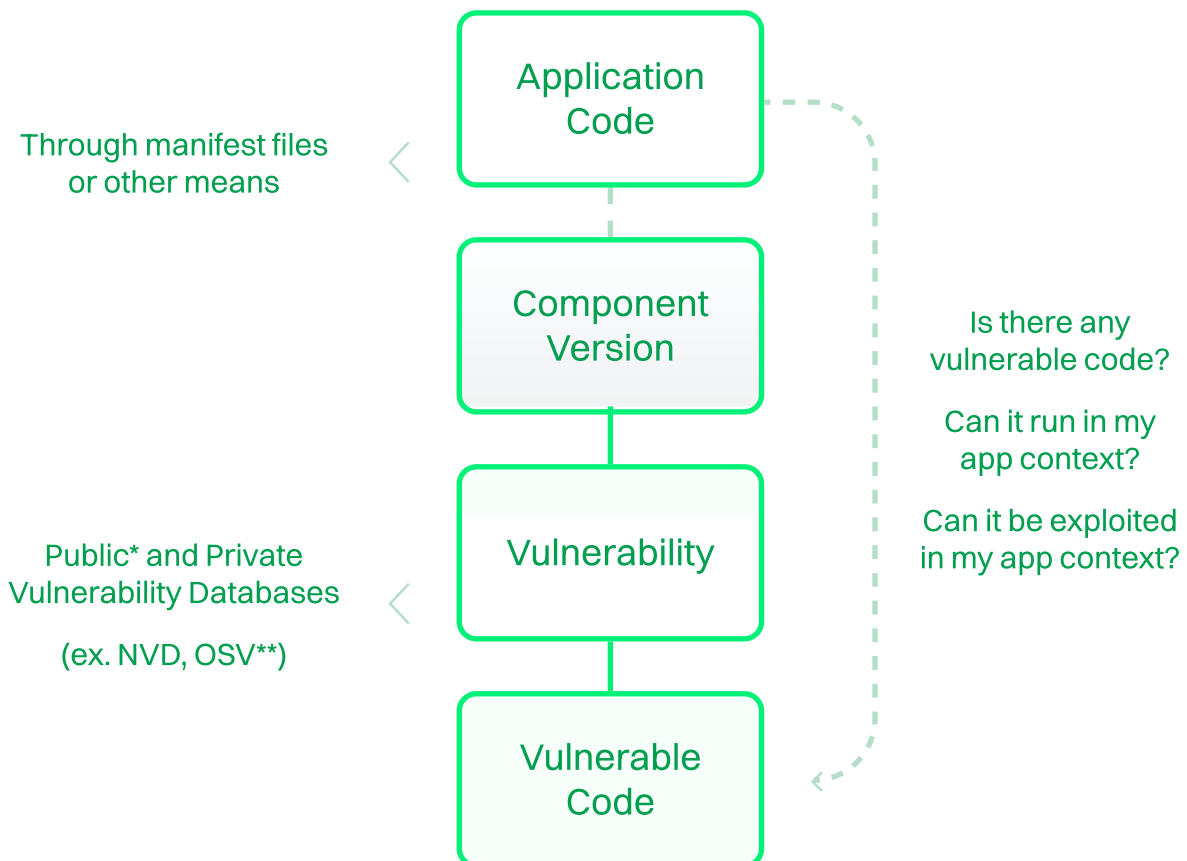 Application
Code
Through manifest files
or other means
Component
Version
Is there any
vulnerable code?
Can it run in my
app context?
Can it be exploited
in my app context?
Vulnerability
Public* and Private
Vulnerability Databases
(ex. NVD, OSV**)
Vulnerable
Code